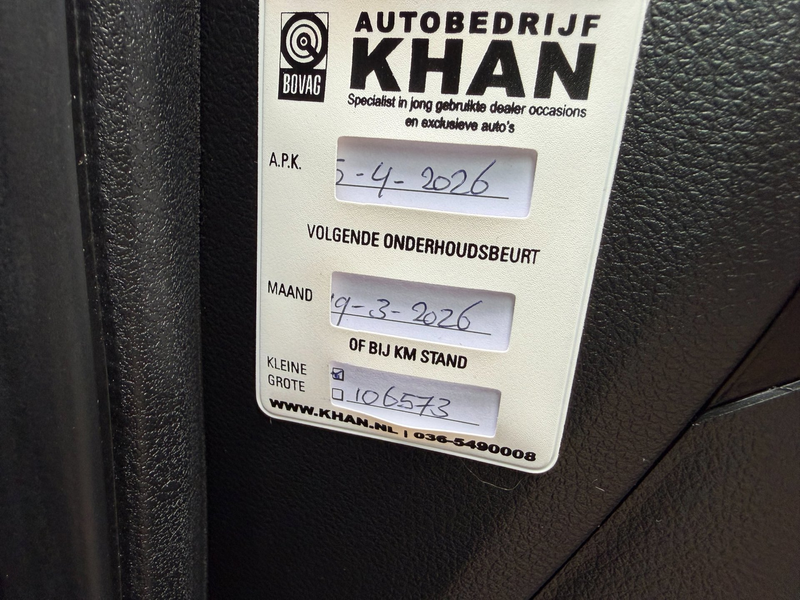 BOVAG
AUTOBEDRIJF
KHAN
Specialist in jong gebruikte dealer occasions
en exclusieve auto's
A.P.K.
5-4-2026
VOLGENDE ONDERHOUDSBEURT
MAAND
19-3-2026
OF BIJ KM STAND
KLEINE
GROTE
106573
WWW.KHAN.NL | 036-5490008